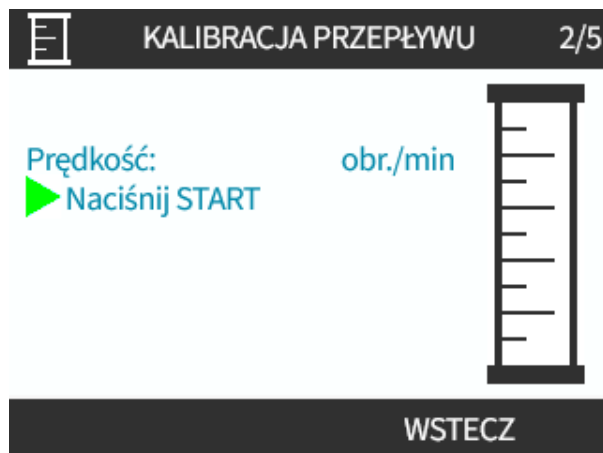 KALIBRACJA PRZEPŁYWU 2/5
Prędkość: obr./min
Naciśnij START
WSTECZ